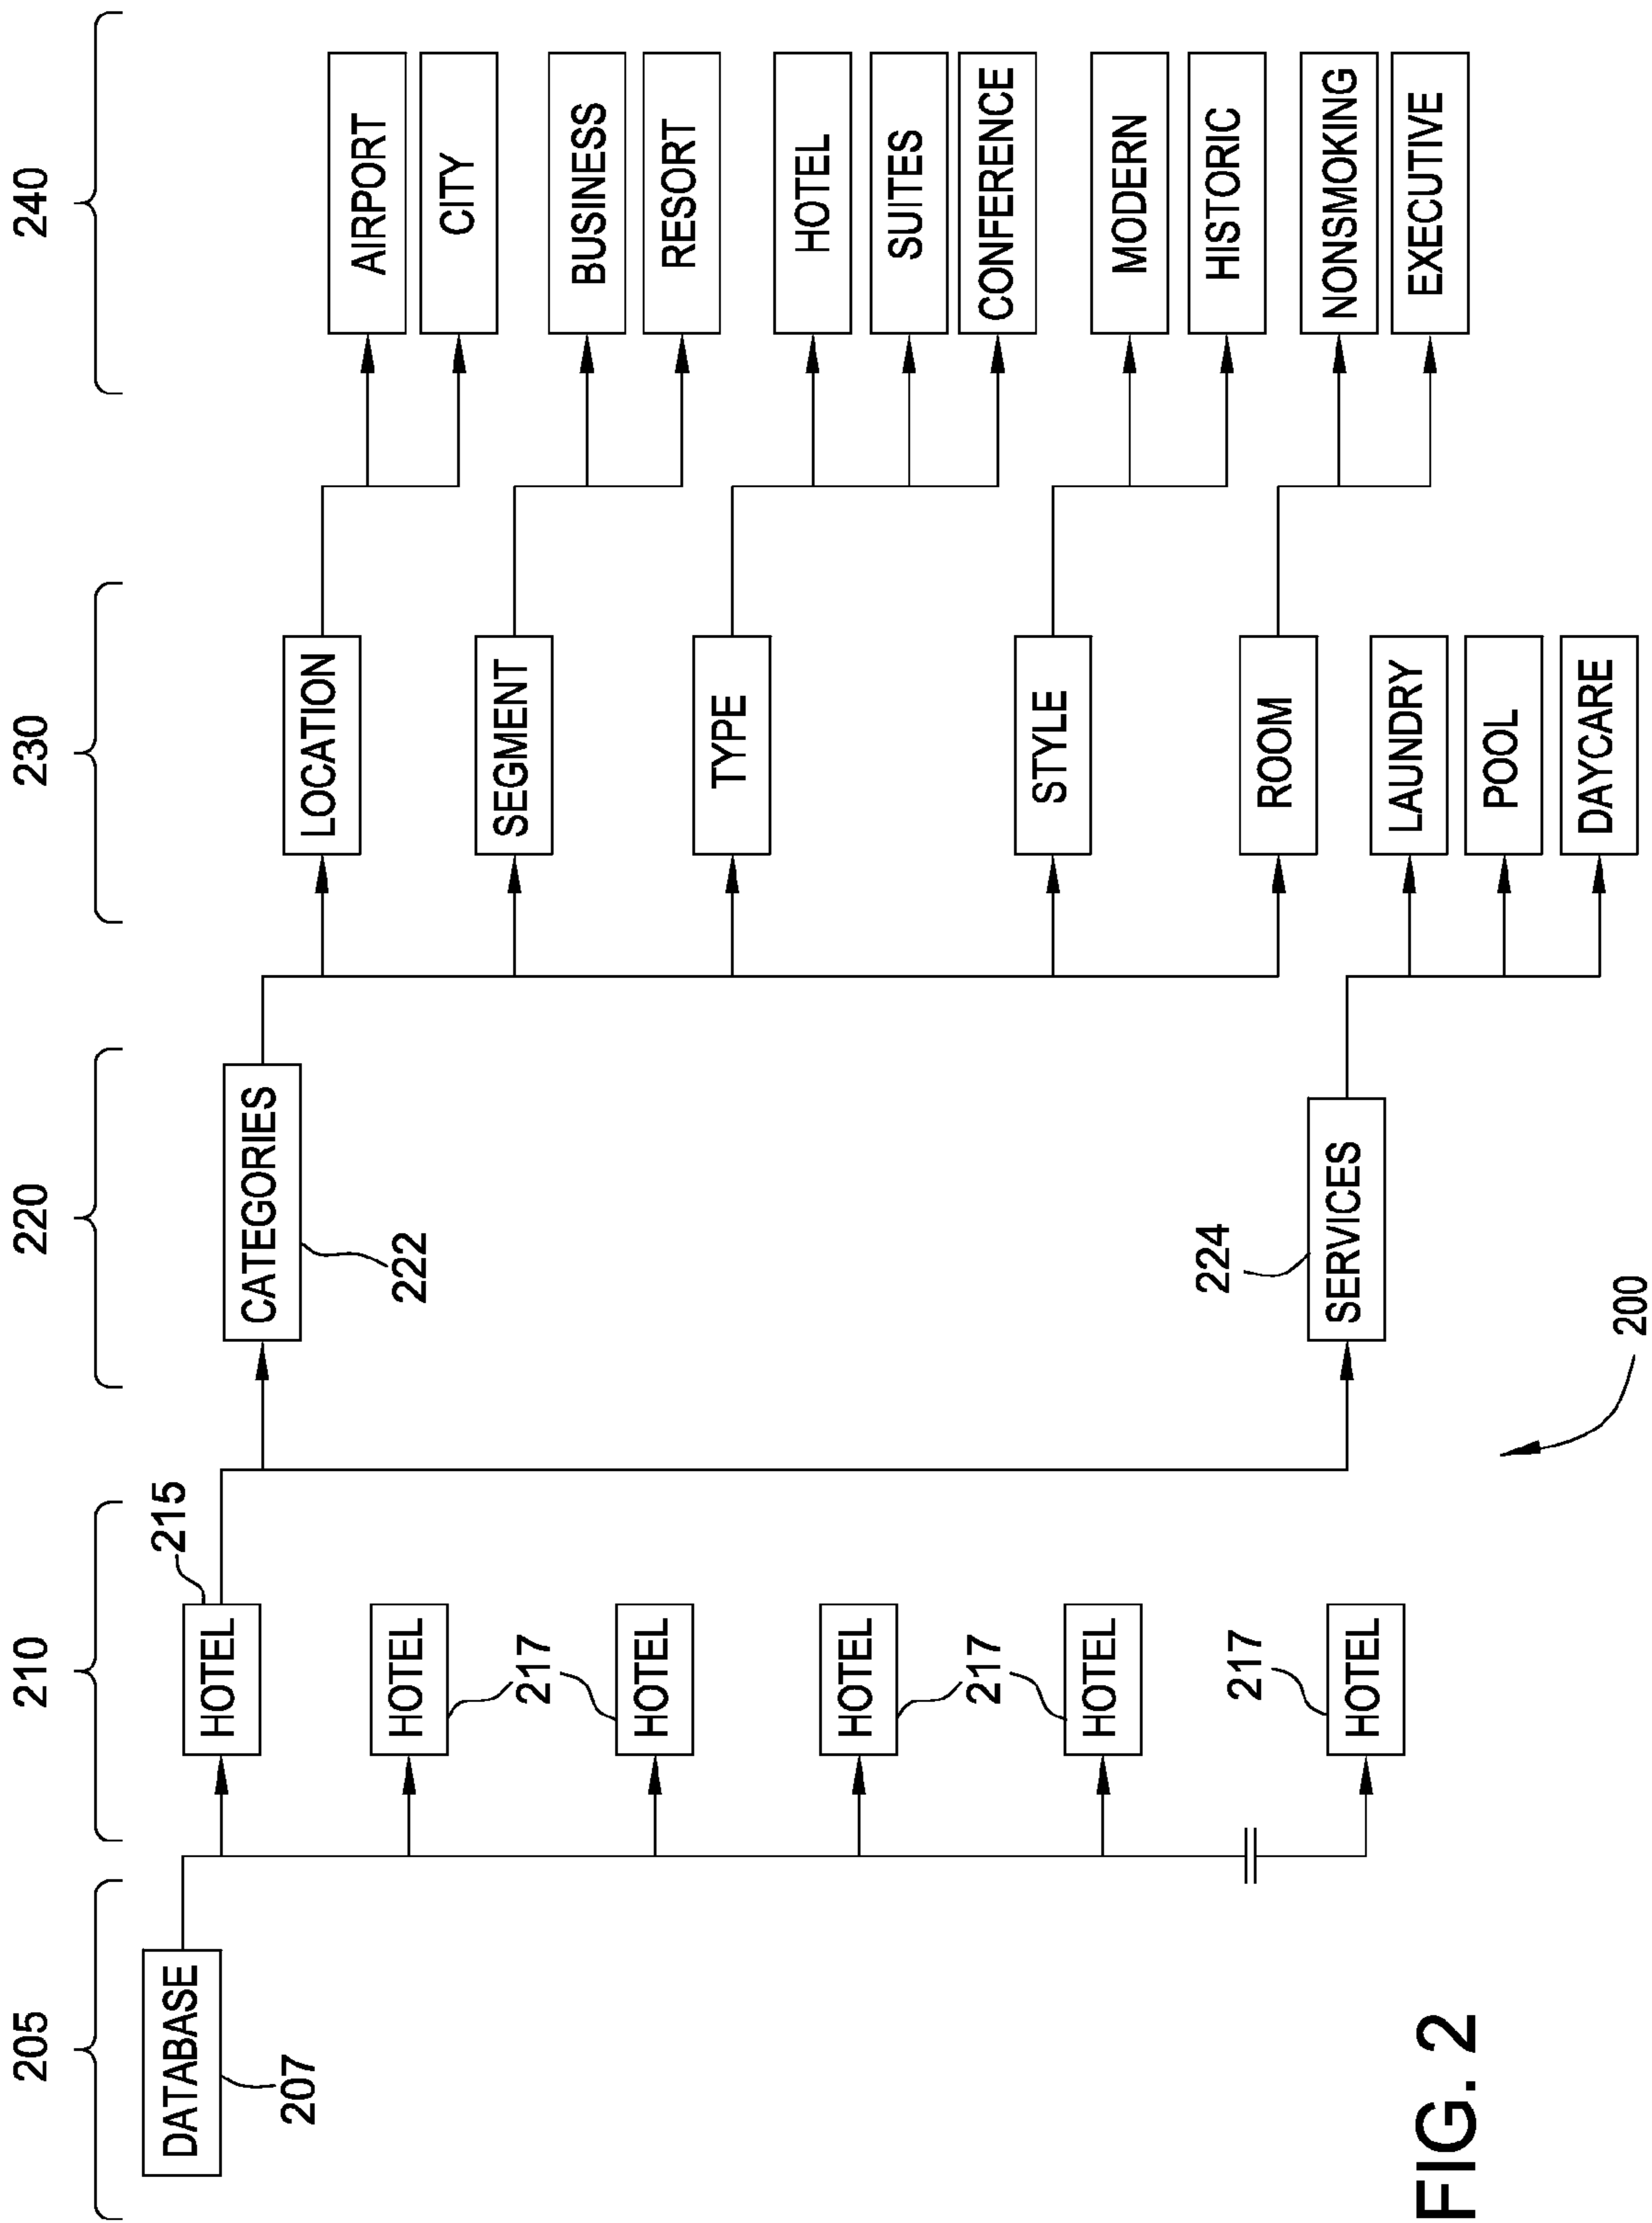 205
210
220
230
240
DATABASE
207
HOTEL
215
HOTEL
217
HOTEL
HOTEL
217
HOTEL
217
HOTEL
CATEGORIES
222
224
SERVICES
LOCATION
SEGMENT
TYPE
STYLE
ROOM
LAUNDRY
POOL
DAYCARE
AIRPORT
CITY
BUSINESS
RESORT
HOTEL
SUITES
CONFERENCE
MODERN
HISTORIC
NONSMOKING
EXECUTIVE
200
FIG. 2